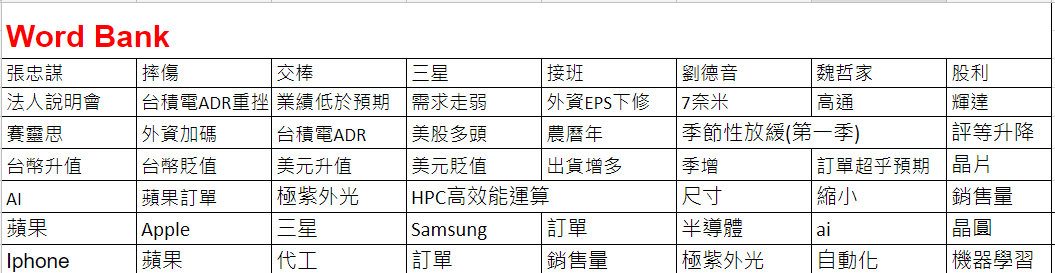 Word Bank
張忠謀 摔傷 交棒 三星 接班 劉德音 魏哲家 股利
法人說明會 台積電ADR重挫 業績低於預期 需求走弱 外資EPS下修 7奈米 高通 輝達
賽靈思 外資加碼 台積電ADR 美股多頭 農曆年 季節性放緩(第一季) 評等升降
台幣升值 台幣貶值 美元升值 美元貶值 出貨增多 季增 訂單超乎預期 晶片
AI 蘋果訂單 極紫外光 HPC高效能運算 尺寸 縮小 銷售量
蘋果 Apple 三星 Samsung 訂單 半導體 ai 晶圓
Iphone 蘋果 代工 訂單 銷售量 極紫外光 自動化 機器學習